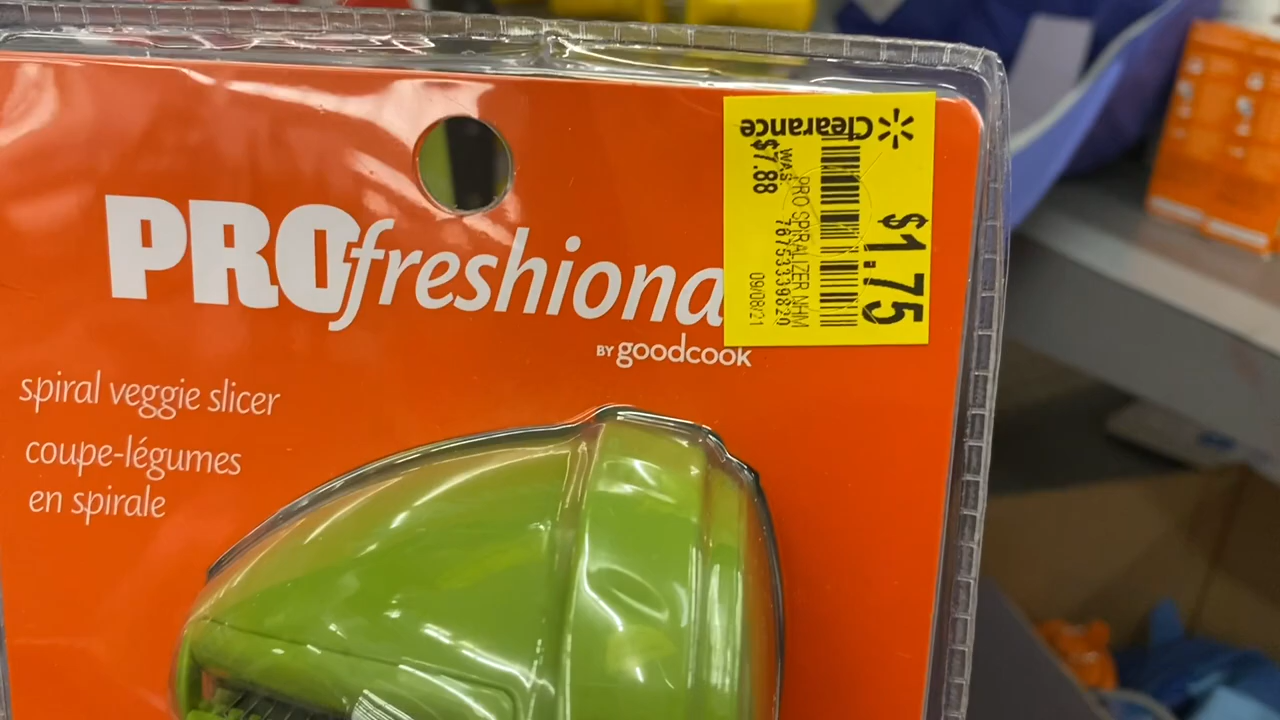 PROfreshiona
BY goodcook
spiral veggie slicer
coupe-légumes
en spirale
Clearance
$1.75
WAS
$7.88
PRO SPIRALIZER NHM
7675339820
09/08/21